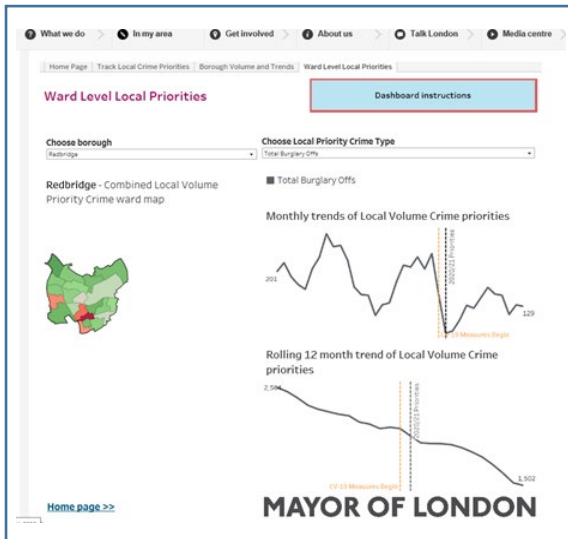 What we do
In my area
Get involved
About us
Talk London
Media centre
Home Page
Track Local Crime Priorities
Borough Volume and Trends
Ward Level Local Priorities
Ward Level Local Priorities
Dashboard instructions
Choose borough
Redbridge
Choose Local Priority Crime Type
Total Burglary Offs
Redbridge - Combined Local Volume
Priority Crime ward map
Total Burglary Offs
Monthly trends of Local Volume Crime priorities
201
2020/21 Priorities
129
CV-19 Measures Begin
Rolling 12 month trend of Local Volume Crime
priorities
2020/21 Priorities
CV-19 Measures Begin
1,502
Home page >>
MAYOR OF LONDON